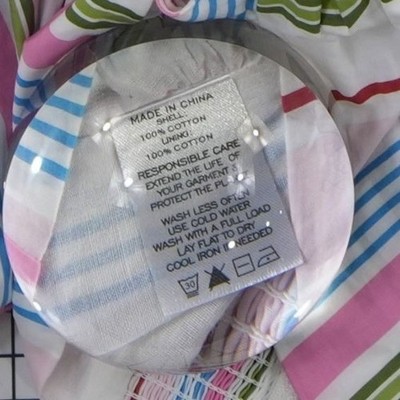 MADE IN CHINA
SHELL:
100% COTTON
LINING:
100% COTTON
RESPONSIBLE CARE
EXTEND THE LIFE OF
YOUR GARMENT &
PROTECT THE
WASH LESS OFTEN
USE COLD WATER
WASH WITH A FULL LOAD
LAY FLAT TO DRY
COOL IRON IF NEEDED
30